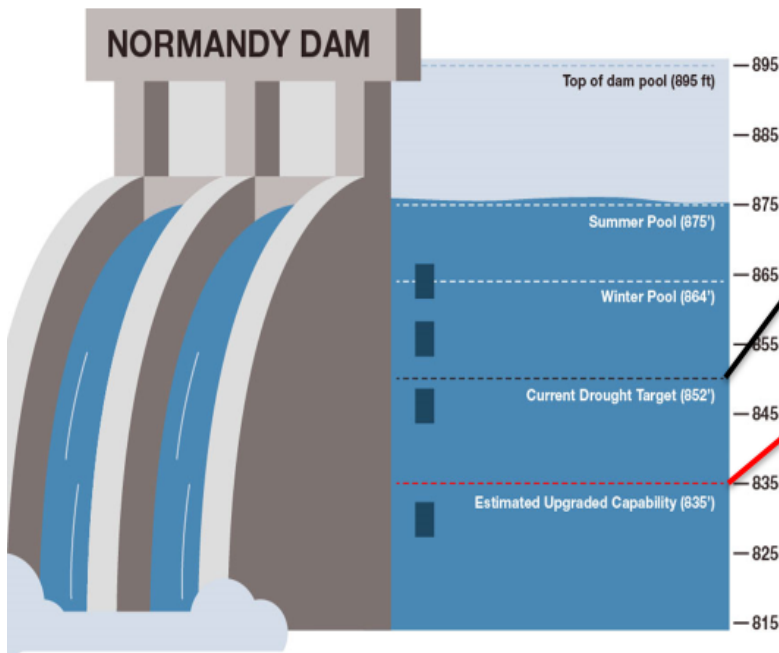 NORMANDY DAM
895
Top of dam pool (895 ft)
885
875
Summer Pool (875')
865
Winter Pool (864')
855
Current Drought Target (852')
845
835
Estimated Upgraded Capability (835')
825
815